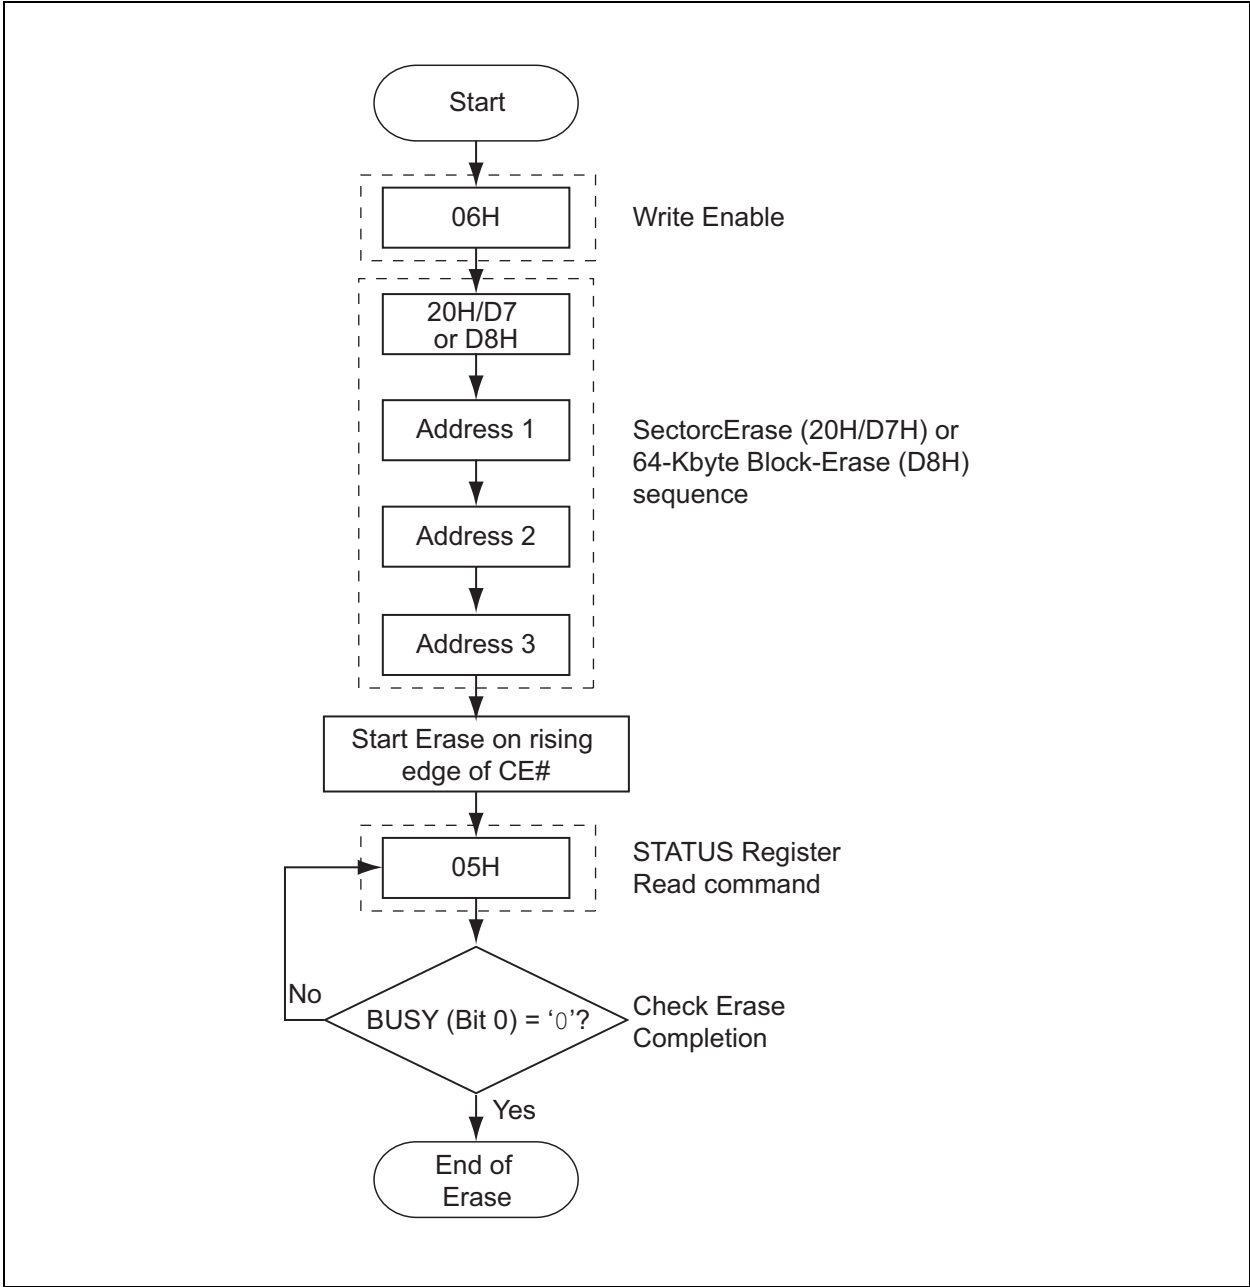 Start
06H
Write Enable
20H/D7
or D8H
Address 1
SectorcErase (20H/D7H) or
64-Kbyte Block-Erase (D8H)
sequence
Address 2
Address 3
Start Erase on rising
edge of CE#
05H
STATUS Register
Read command
No
BUSY (Bit 0) = ‘0’?
Check Erase
Completion
Yes
End of
Erase